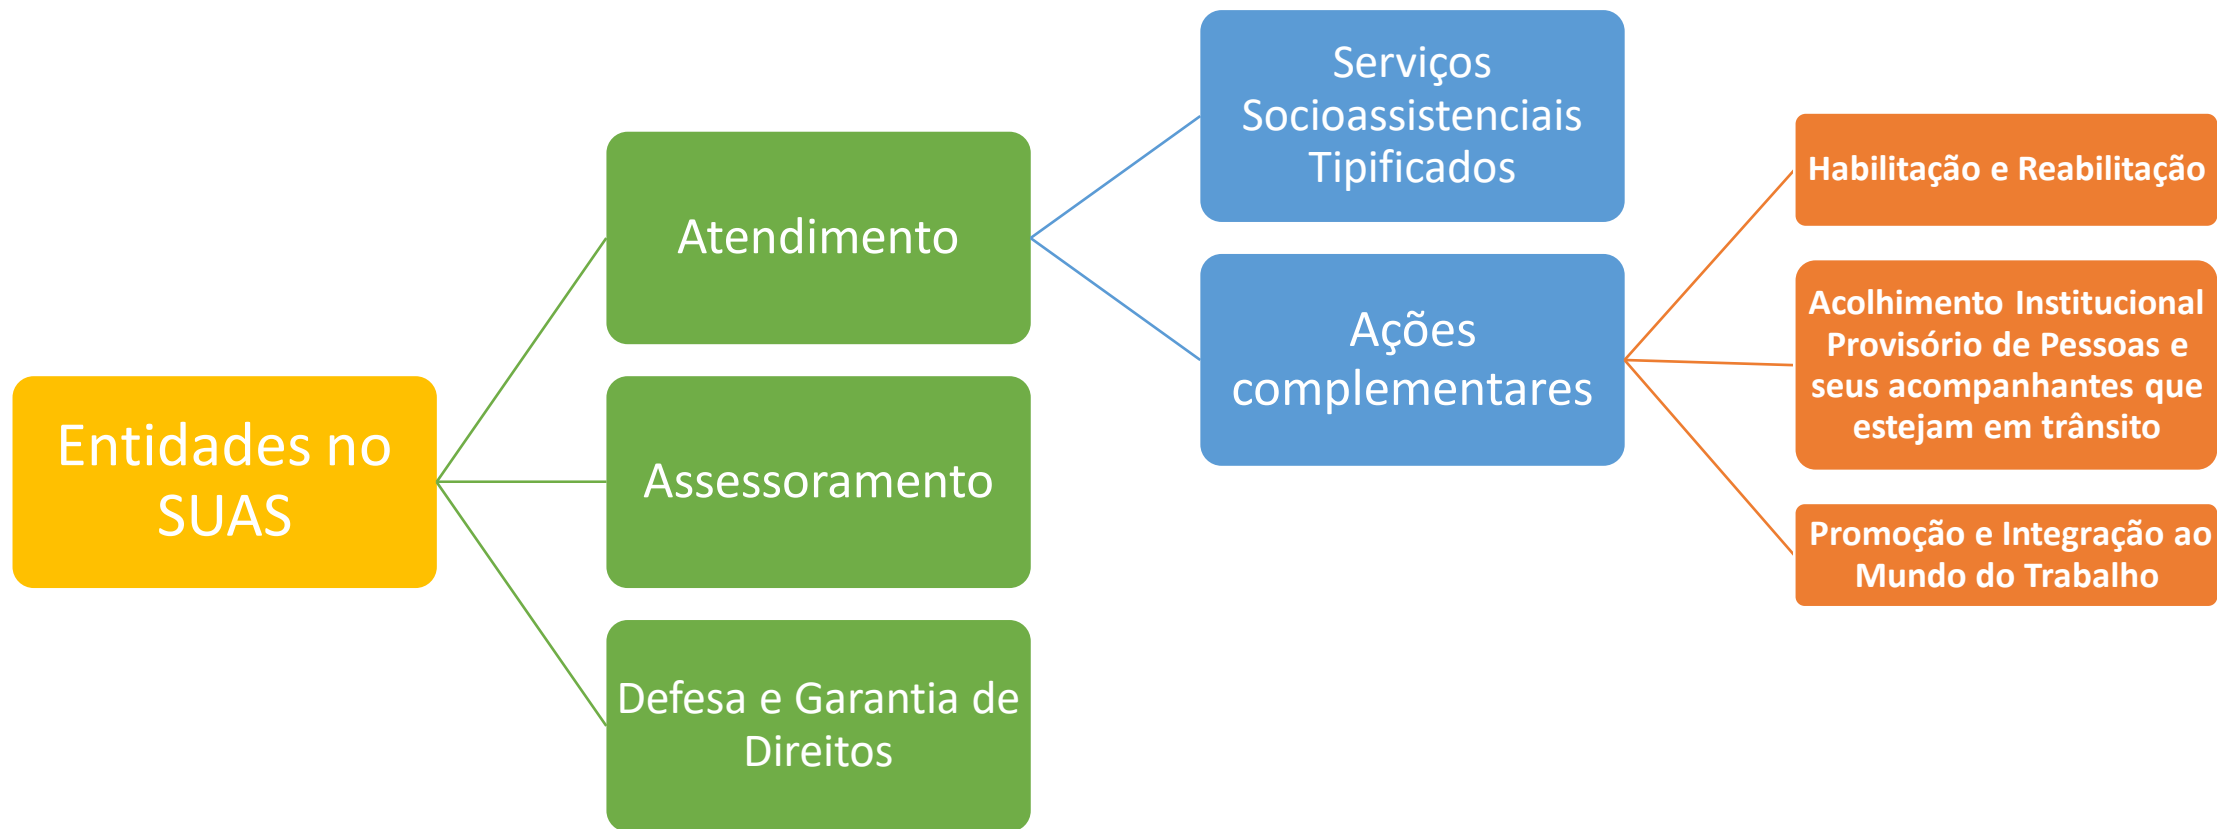 Entidades no
SUAS
Atendimento
Assessoramento
Defesa e Garantia de
Direitos
Serviços
Socioassistenciais
Tipificados
Ações
complementares
Habilitação e Reabilitação
Acolhimento Institucional
Provisório de Pessoas e
seus acompanhantes que
estejam em trânsito
Promoção e Integração ao
Mundo do Trabalho